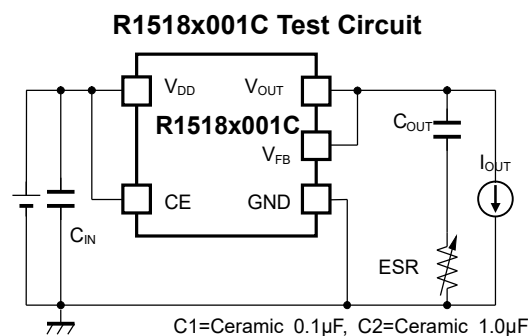 R1518x001C Test Circuit
VDD
VOUT
R1518x001C
COUT
VFB
IOUT
CE
GND
CIN
ESR
C1=Ceramic 0.1μF, C2=Ceramic 1.0μF